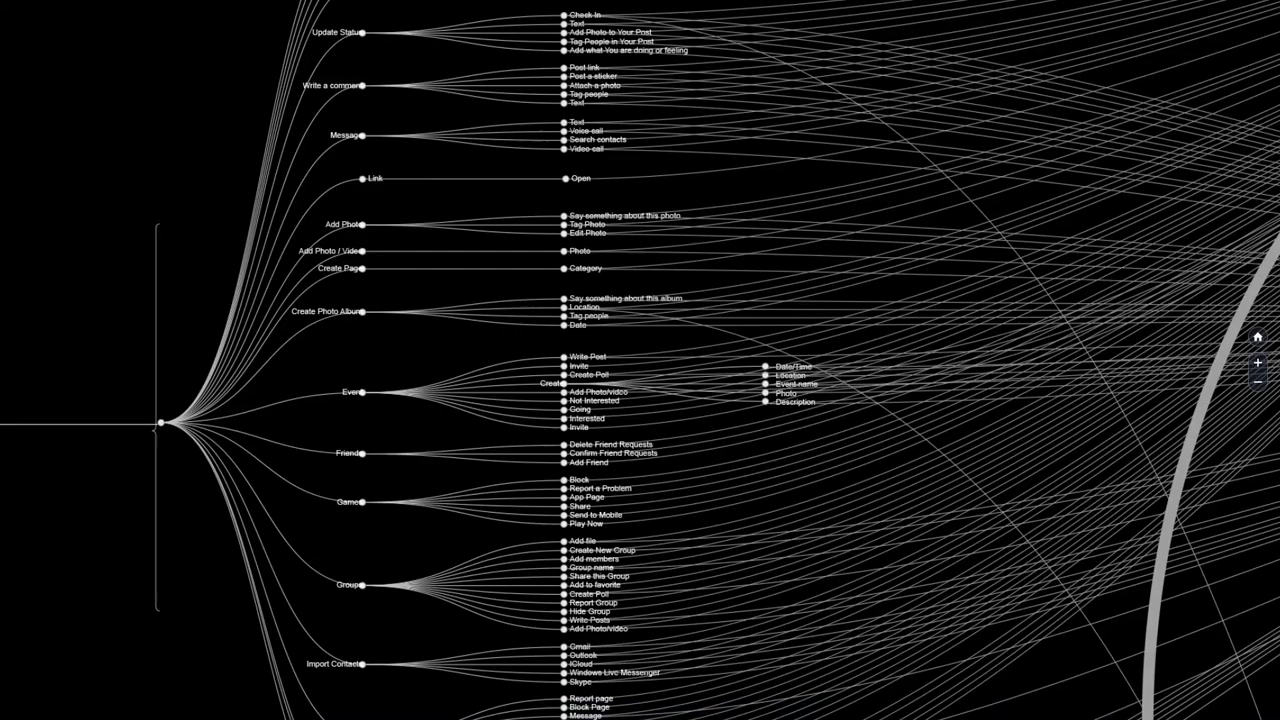 Update Statu
Check In
Text
Add Photo to Your Post
Tag People in Your Post
Add what You are doing or feeling
Write a commen
Post link
Post a sticker
Attach a photo
Tag people
Text
Messag
Text
Voice call
Search contacts
Video call
Link
Open
Add Phot
Say something about this photo
Tag Photo
Edit Photo
Add Photo / Vide
Photo
Create Pag
Category
Create Photo Albu
Say something about this album
Location
Tag people
Date
Even
Write Post
Invite
Create Poll
Creat
Add Photo/video
Not Interested
Going
Interested
Invite
Date/Time
Location
Event name
Photo
Description
Friend
Delete Friend Requests
Confirm Friend Requests
Add Friend
Game
Block
Report a Problem
App Page
Share
Send to Mobile
Play Now
Group
Add file
Create New Group
Add members
Group name
Share this Group
Add to favorite
Create Poll
Report Group
Hide Group
Write Posts
Add Photo/video
Import Contac
Gmail
Outlook
iCloud
Windows Live Messenger
Skype
Report page
Block Page
Message